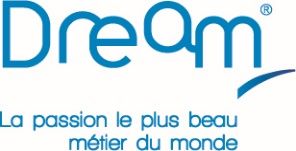 Dream®
La passion le plus beau
métier du monde